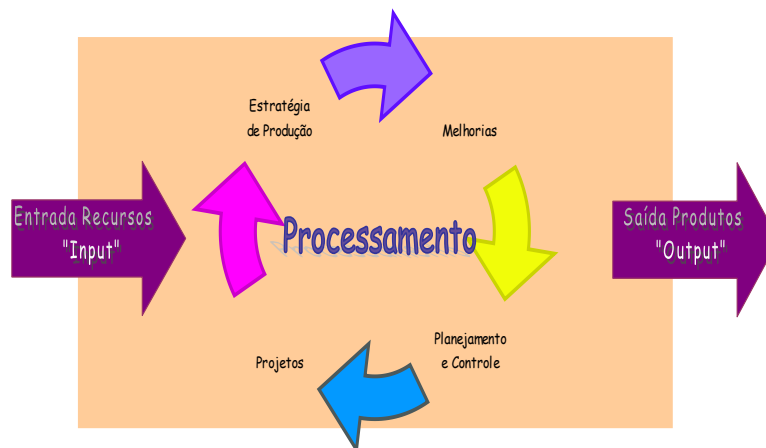 Estratégia
de Produção
Melhorias
Entrada Recursos
"Input"
Processamento
Saída Produtos
"Output"
Planejamento
e Controle
Projetos